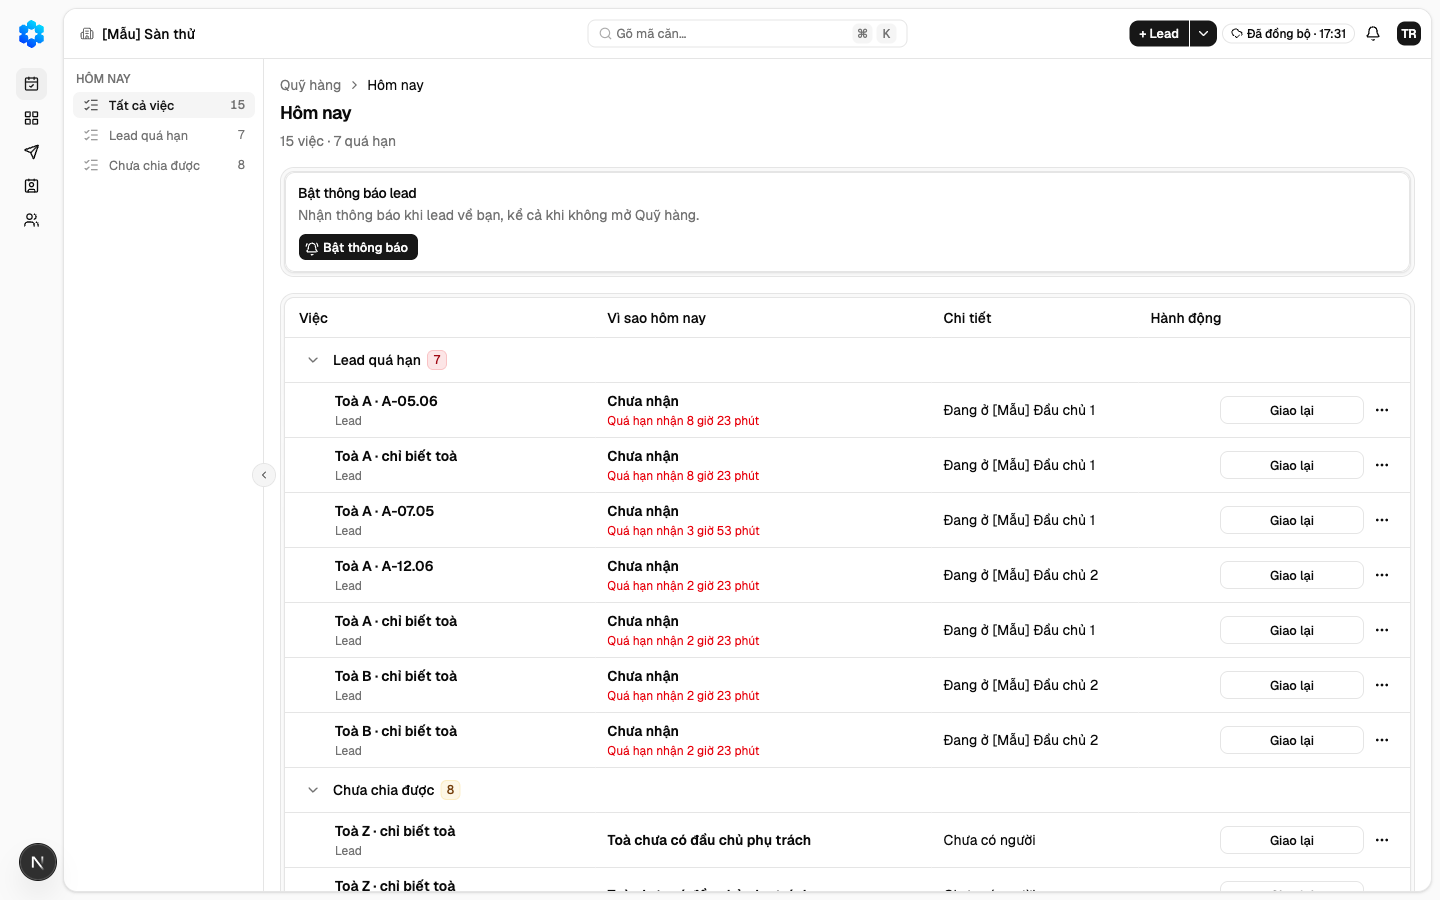 [Mẫu] Sàn thử
Gõ mã căn...
⌘ K
+ Lead
Đã đồng bộ · 17:31
TR
HÔM NAY
Tất cả việc 15
Lead quá hạn 7
Chưa chia được 8
Quỹ hàng > Hôm nay
Hôm nay
15 việc · 7 quá hạn
Bật thông báo lead
Nhận thông báo khi lead về bạn, kể cả khi không mở Quỹ hàng.
Bật thông báo
Việc Vì sao hôm nay Chi tiết Hành động
Lead quá hạn 7
Toà A · A-05.06
Lead
Chưa nhận
Quá hạn nhận 8 giờ 23 phút
Đang ở [Mẫu] Đầu chủ 1
Giao lại
Toà A · chỉ biết toà
Lead
Chưa nhận
Quá hạn nhận 8 giờ 23 phút
Đang ở [Mẫu] Đầu chủ 1
Giao lại
Toà A · A-07.05
Lead
Chưa nhận
Quá hạn nhận 3 giờ 53 phút
Đang ở [Mẫu] Đầu chủ 1
Giao lại
Toà A · A-12.06
Lead
Chưa nhận
Quá hạn nhận 2 giờ 23 phút
Đang ở [Mẫu] Đầu chủ 2
Giao lại
Toà A · chỉ biết toà
Lead
Chưa nhận
Quá hạn nhận 2 giờ 23 phút
Đang ở [Mẫu] Đầu chủ 1
Giao lại
Toà B · chỉ biết toà
Lead
Chưa nhận
Quá hạn nhận 2 giờ 23 phút
Đang ở [Mẫu] Đầu chủ 2
Giao lại
Toà B · chỉ biết toà
Lead
Chưa nhận
Quá hạn nhận 2 giờ 23 phút
Đang ở [Mẫu] Đầu chủ 2
Giao lại
Chưa chia được 8
Toà Z · chỉ biết toà
Lead
Toà chưa có đầu chủ phụ trách
Chưa có người
Giao lại
Toà Z · chỉ biết toà
N